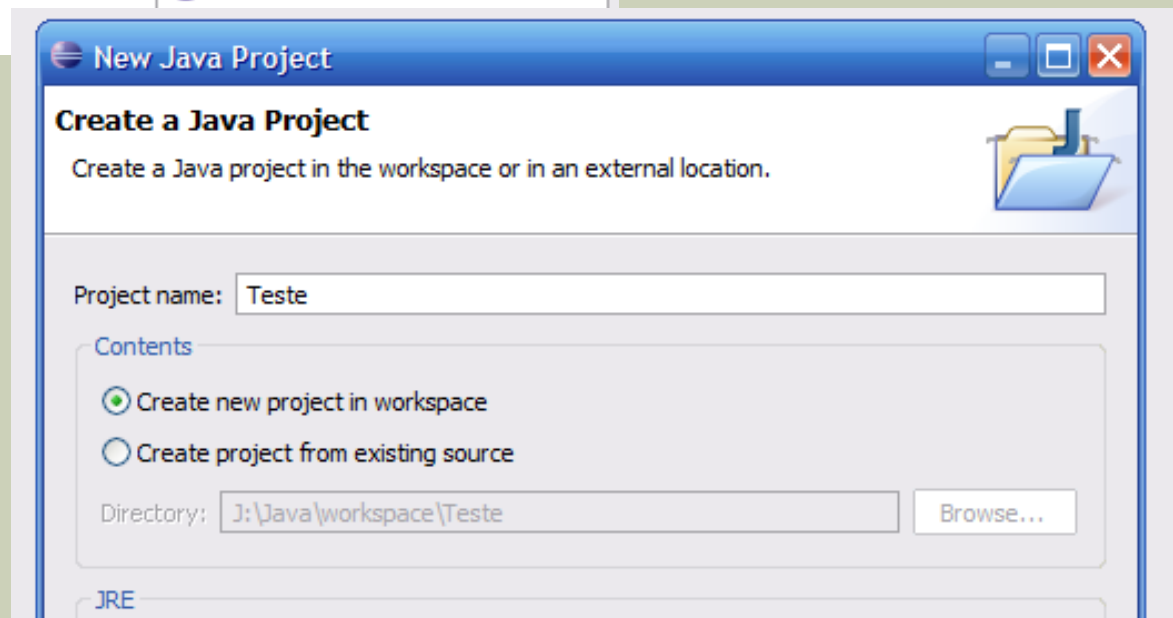 New Java Project
Create a Java Project
Create a Java project in the workspace or in an external location.
Project name: Teste
Contents
Create new project in workspace
Create project from existing source
Directory: J:\Java\workspace\Teste Browse...
JRE